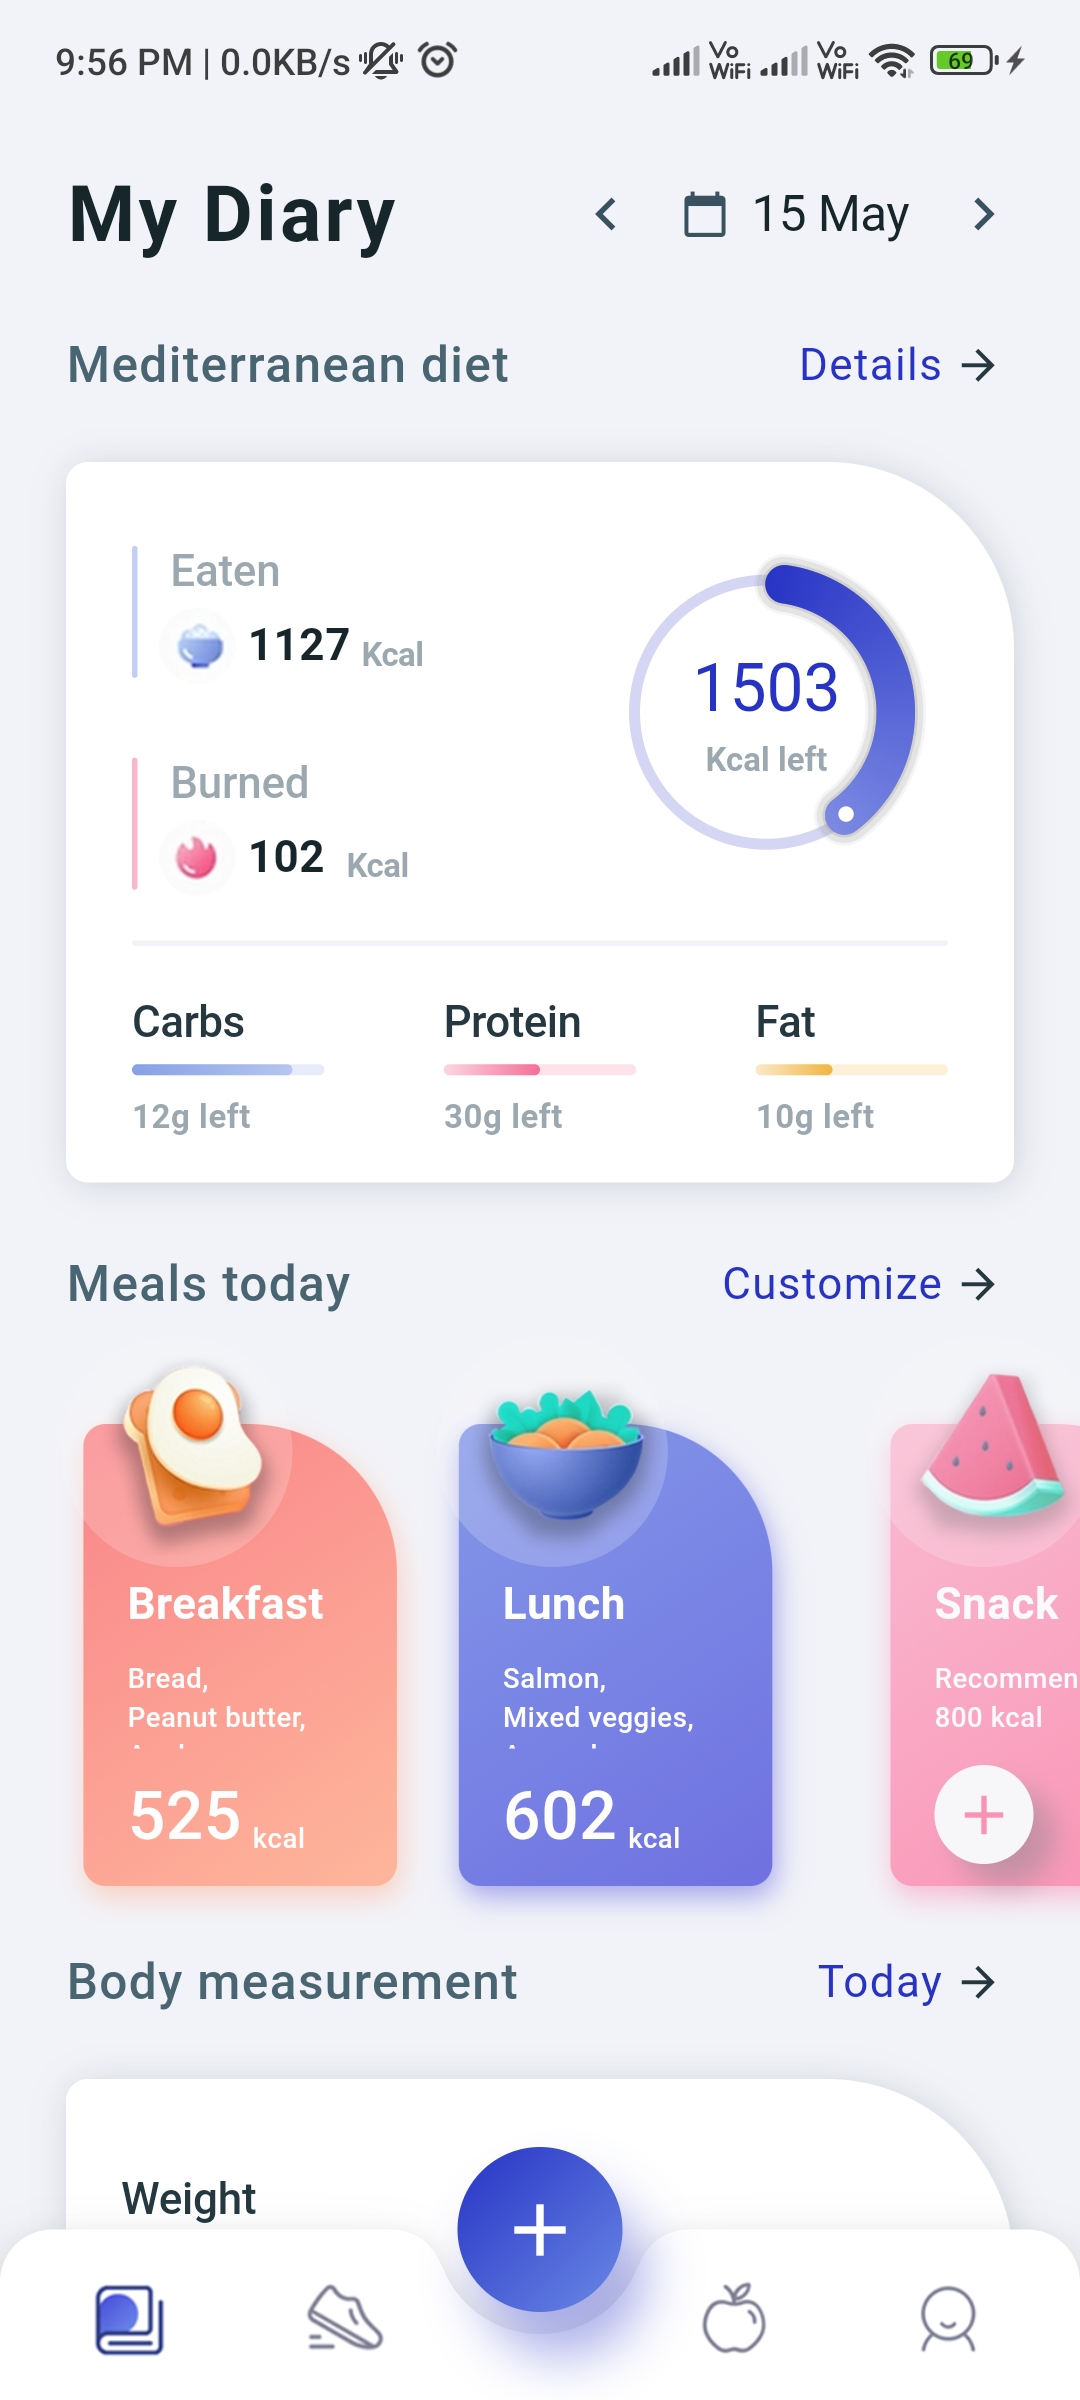 9:56 PM | 0.0KB/s Vo WiFi Vo WiFi 69
My Diary 15 May
Mediterranean diet Details
Eaten
1127 Kcal
1503
Kcal left
Burned
102 Kcal
Carbs Protein Fat
12g left 30g left 10g left
Meals today Customize
Breakfast Lunch Snack
Bread, Salmon,
Peanut butter, Mixed veggies, 800 kcal
525 kcal 602 kcal
Body measurement Today
Weight